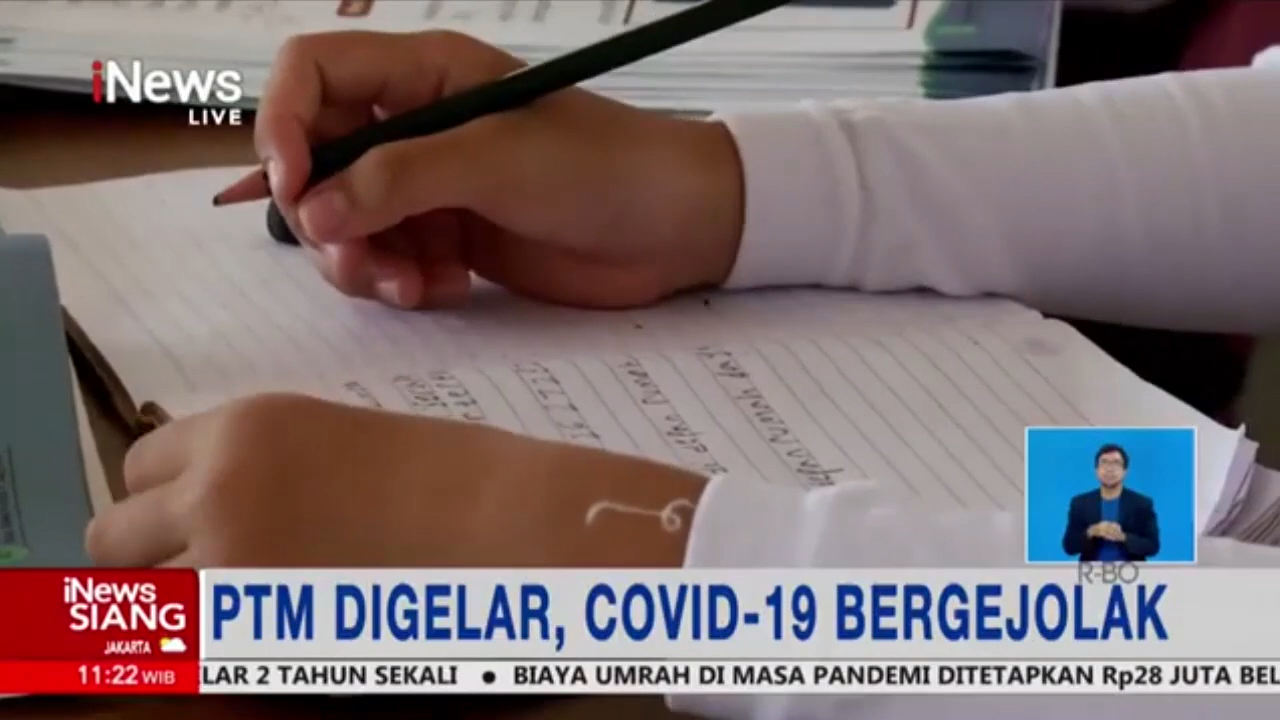 iNews
LIVE
R-BO
iNews
SIANG
JAKARTA
PTM DIGELAR, COVID-19 BERGEJOLAK
11:22 WIB
LAR 2 TAHUN SEKALI • BIAYA UMRAH DI MASA PANDEMI DITETAPKAN Rp28 JUTA BEL